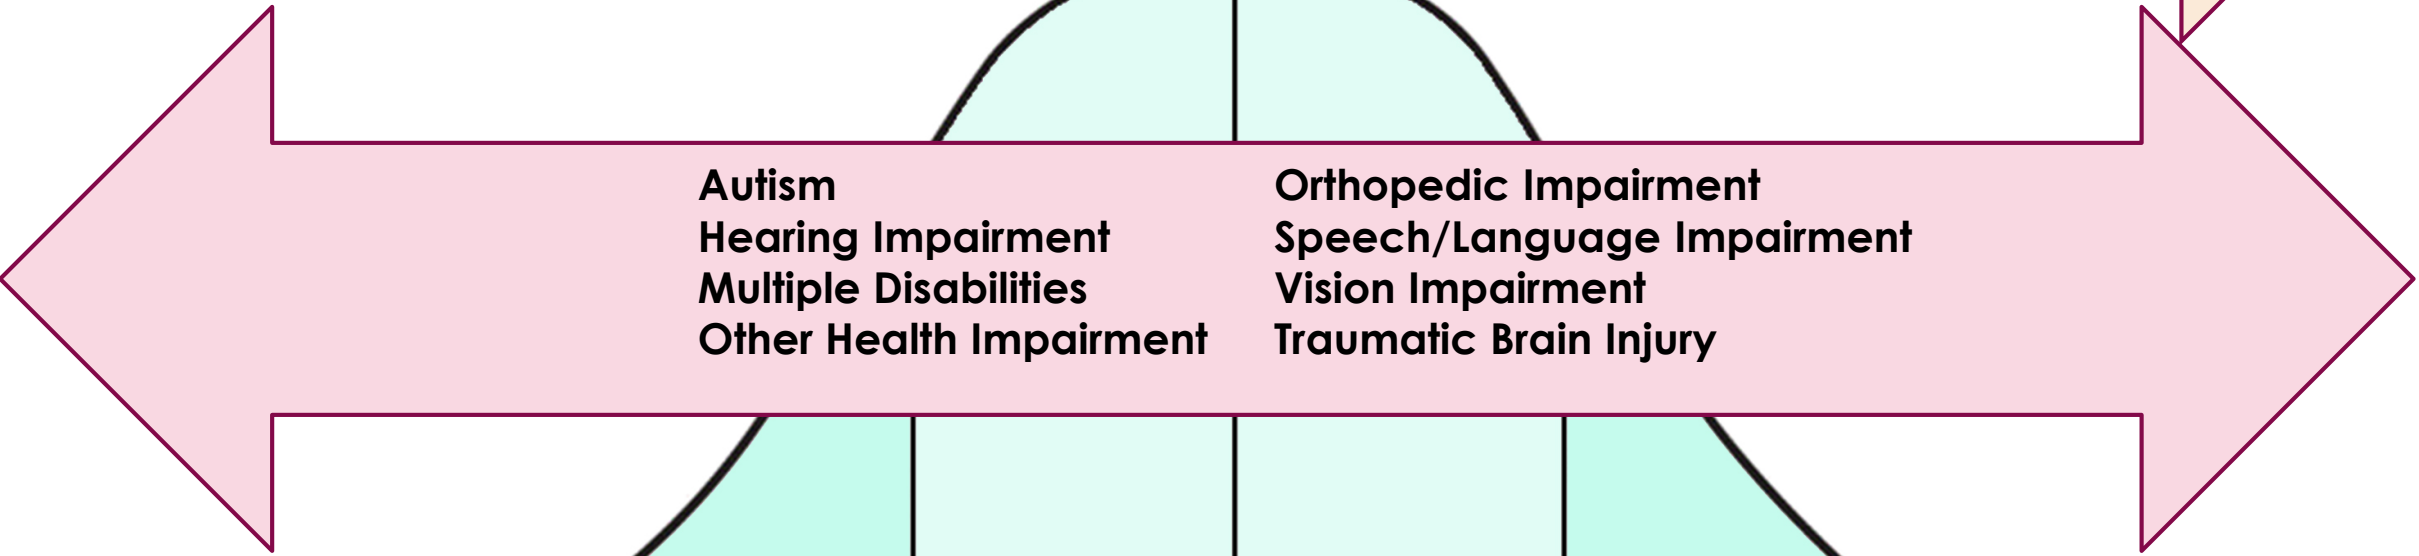 Autism
Hearing Impairment
Multiple Disabilities
Other Health Impairment
Orthopedic Impairment
Speech/Language Impairment
Vision Impairment
Traumatic Brain Injury